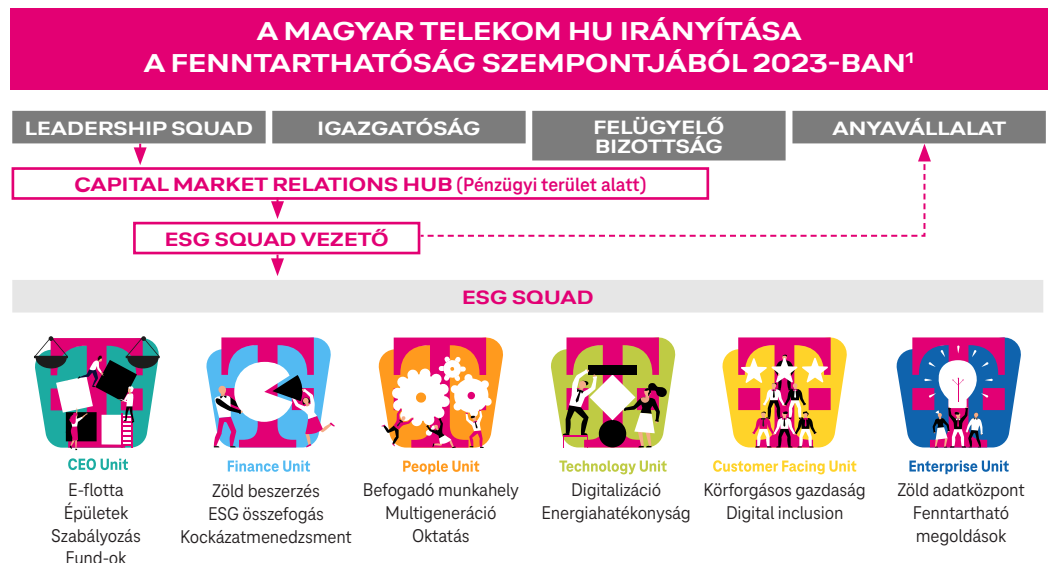 A MAGYAR TELEKOM HU IRÁNYÍTÁSA
A FENNTARTHATÓSÁG SZEMPONTJÁBÓL 2023-BAN¹
LEADERSHIP SQUAD
IGAZGATÓSÁG
FELÜGYELŐ
BIZOTTSÁG
ANYAVÁLLALAT
CAPITAL MARKET RELATIONS HUB (Pénzügyi terület alatt)
ESG SQUAD VEZETŐ
ESG SQUAD
CEO Unit
E-flotta
Épületek
Szabályozás
Fund-ok
Finance Unit
Zöld beszerzés
ESG összefogás
Kockázatmenedzsment
People Unit
Befogadó munkahely
Multigeneráció
Oktatás
Technology Unit
Digitalizáció
Energiahatékonyság
Customer Facing Unit
Körforgásos gazdaság
Digital inclusion
Enterprise Unit
Zöld adatközpont
Fenntartható
megoldások